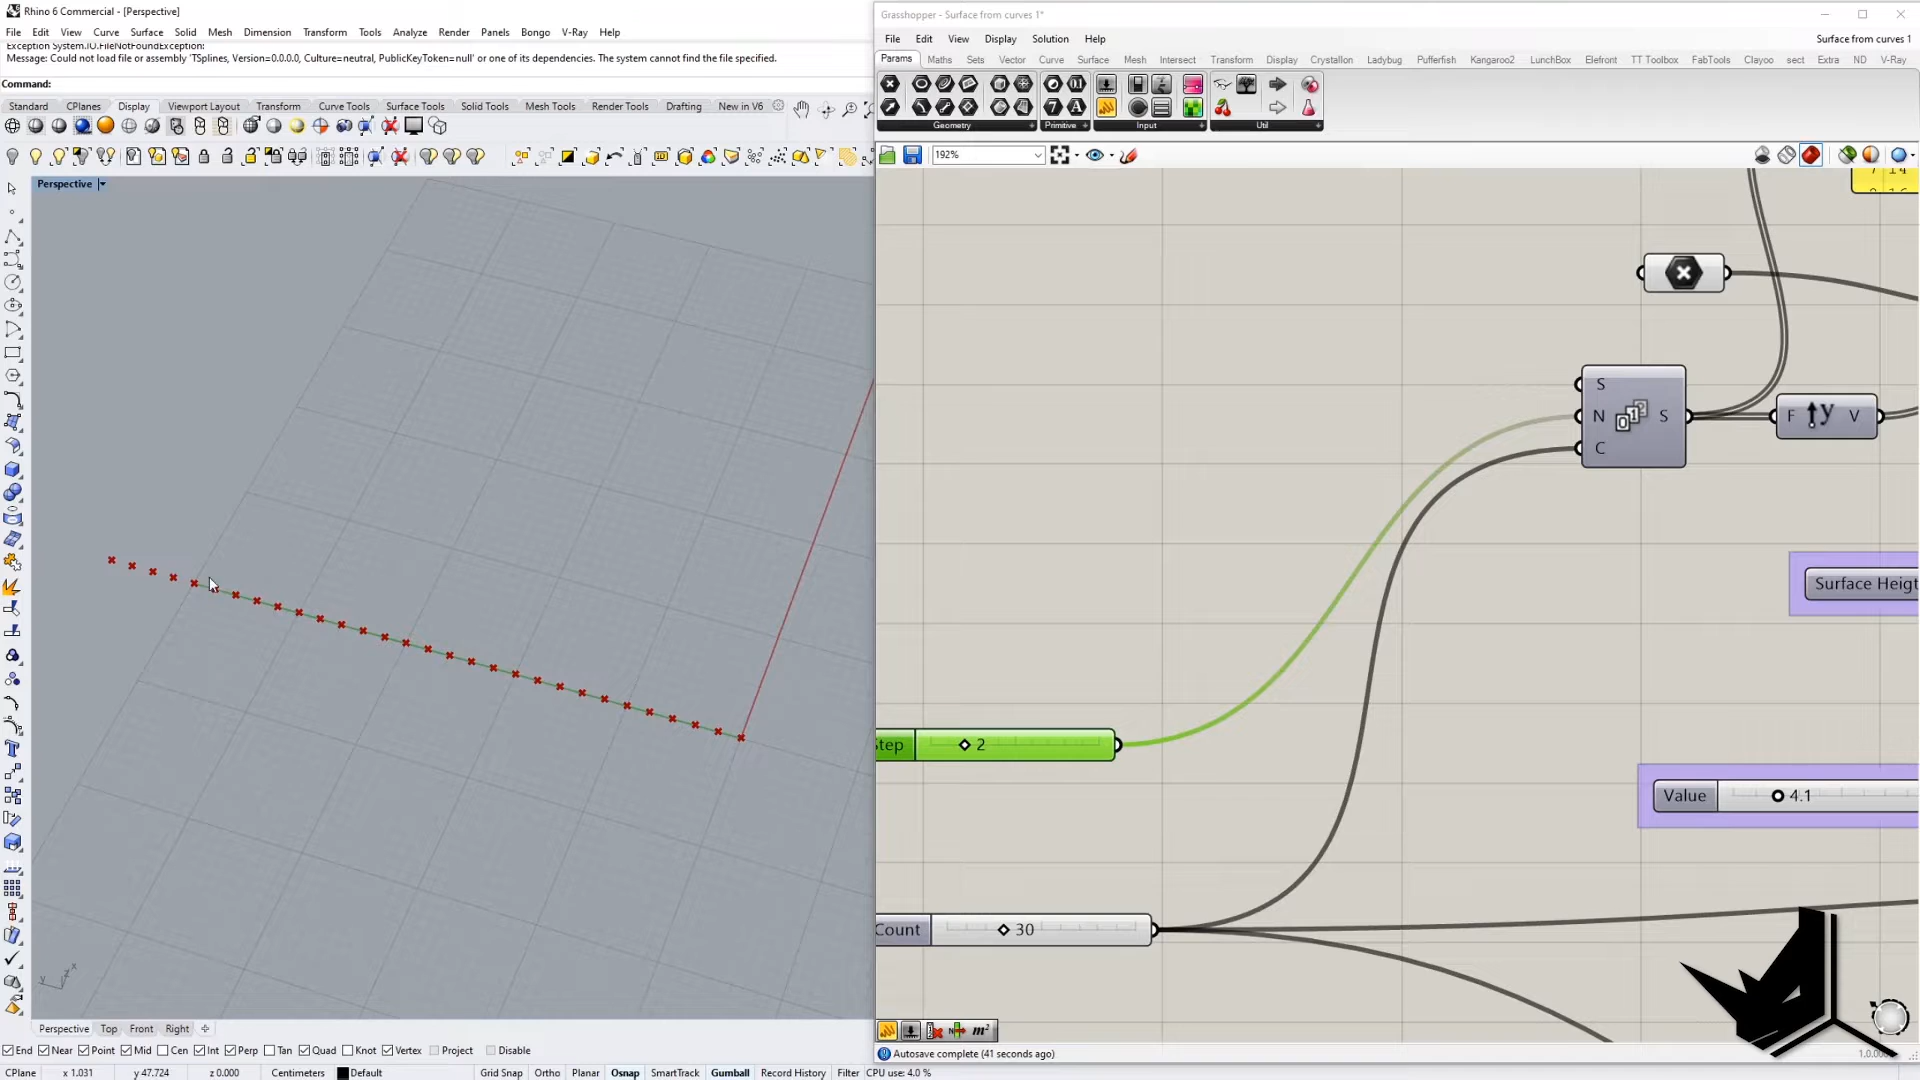 Rhino 6 Commercial - [Perspective]
File Edit View Curve Surface Solid Mesh Dimension Transform Tools Analyze Render Panels Bongo V-Ray Help
Exception System.IO.FileNotFoundException:
Message: Could not load file or assembly 'TSplines, Version=0.0.0.0, Culture=neutral, PublicKeyToken=null' or one of its dependencies. The system cannot find the file specified.
Command:
Standard CPlanes Display Viewport Layout Transform Curve Tools Surface Tools Solid Tools Mesh Tools Render Tools Drafting New in V6
Perspective
y z x
Perspective Top Front Right
End Near Point Mid Cen Int Perp Tan Quad Knot Vertex Project Disable
CPlane x 1.031 y 47.724 z 0.000 Centimeters Default Grid Snap Ortho Planar Osnap SmartTrack Gumball Record History Filter CPU use: 4.0 %
Grasshopper - Surface from curves 1*
File Edit View Display Solution Help
Surface from curves 1
Params Maths Sets Vector Curve Surface Mesh Intersect Transform Display Crystallon Ladybug Pufferfish Kangaroo2 LunchBox Elefront TT Toolbox FabTools Clayoo sect Extra ND V-Ray
Geometry Primitive Input Util
192%
7 14
S
N S
C
F y V
Surface Heigt
Step 2
Value 4.1
Count 30
Autosave complete (41 seconds ago)